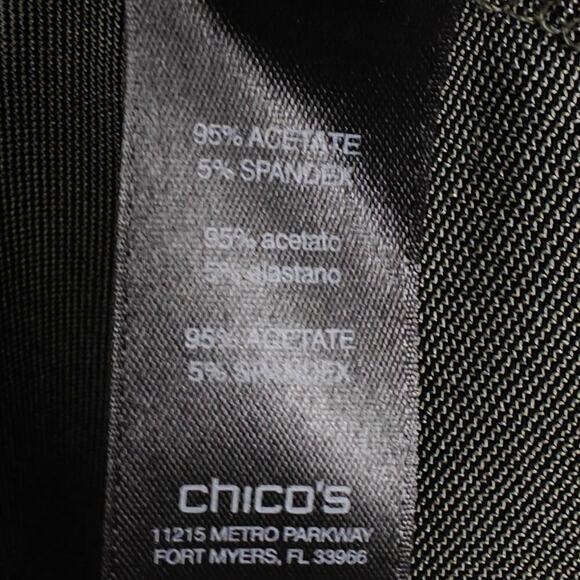 95% ACETATE
5% SPANDEX
95% acetato
5% elastano
95% ACETATE
5% SPANDEX
chico's
11215 METRO PARKWAY
FORT MYERS, FL 33966